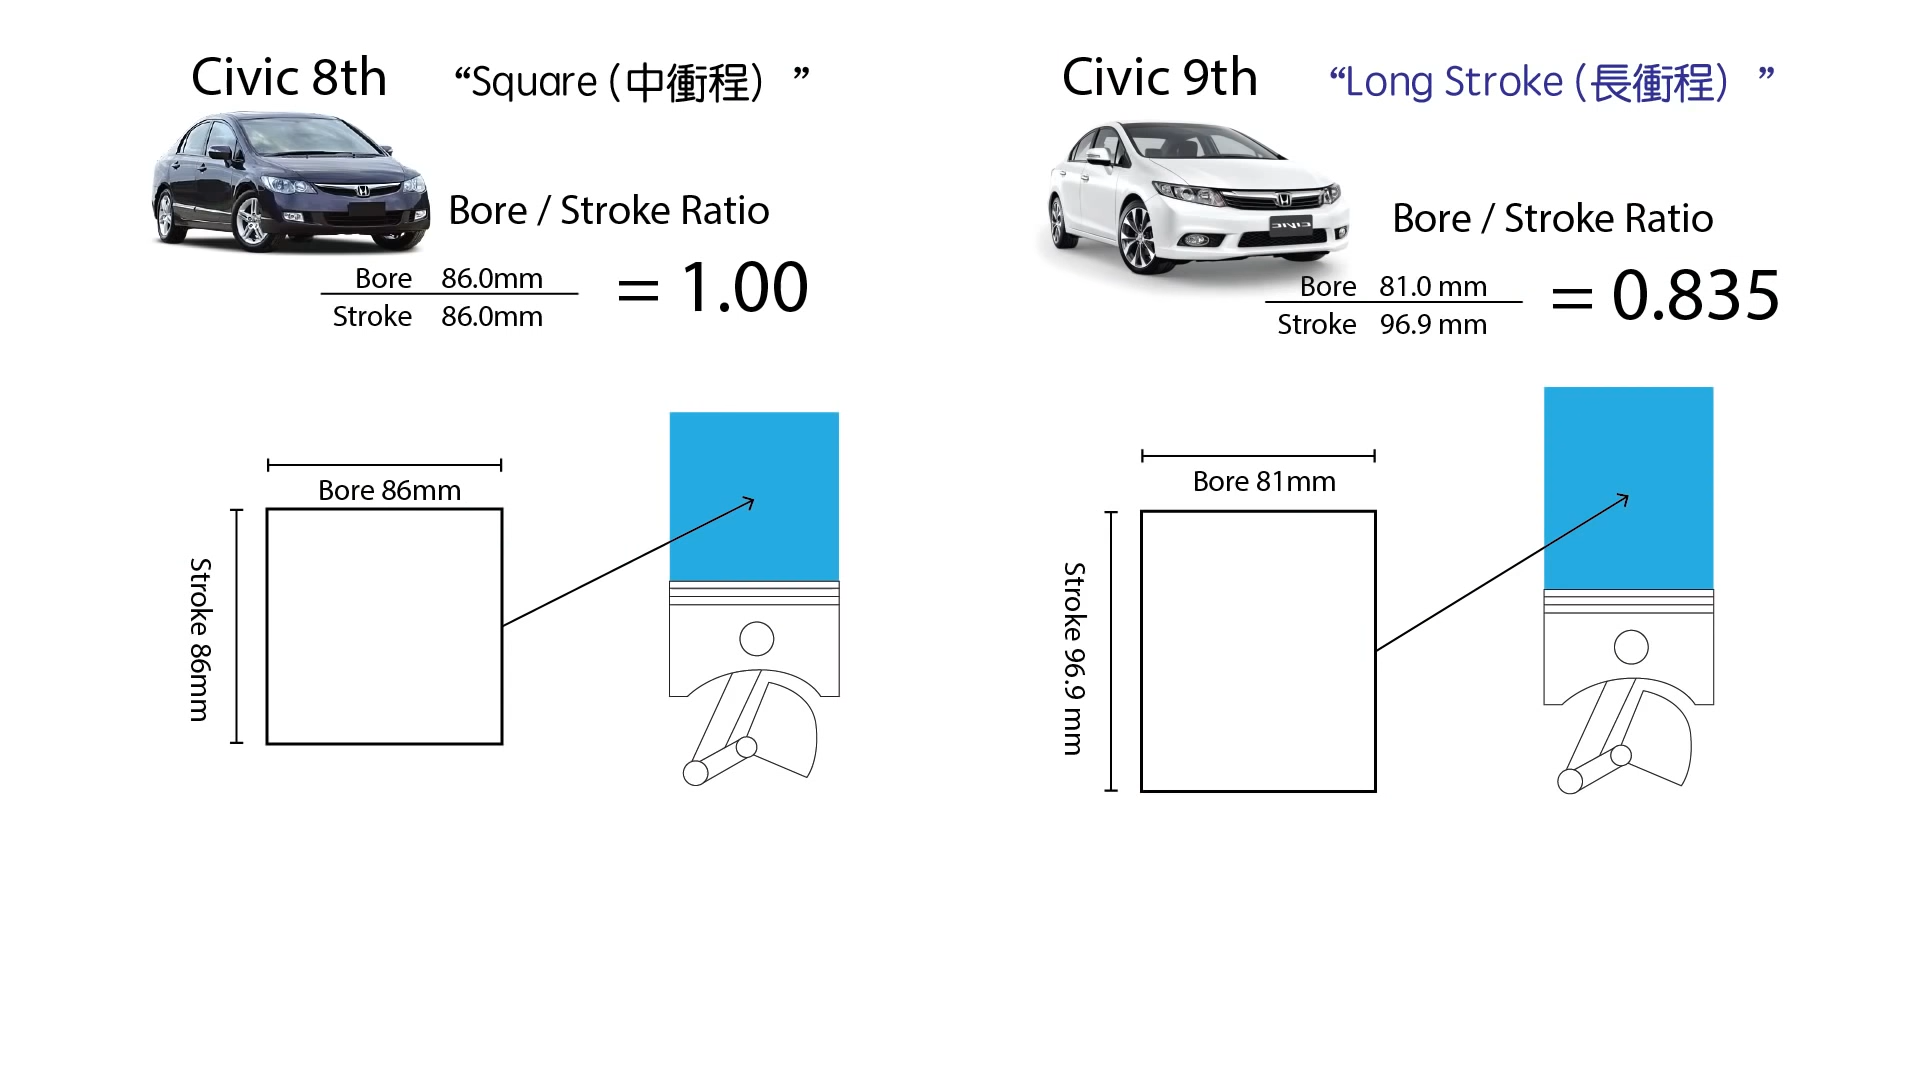 Civic 8th
“Square (中衝程) ”
Bore / Stroke Ratio
Bore 86.0mm
Stroke 86.0mm
= 1.00
Bore 86mm
Stroke 86mm
Civic 9th
“Long Stroke (長衝程) ”
CIVIC
Bore / Stroke Ratio
Bore 81.0 mm
Stroke 96.9 mm
= 0.835
Bore 81mm
Stroke 96.9 mm